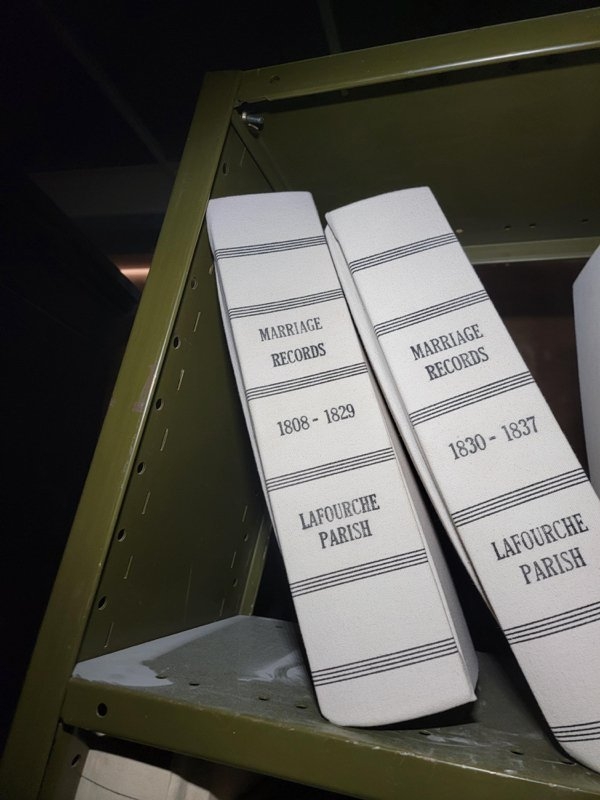 MARRIAGE
RECORDS
1808 - 1829
LAFOURCHE
PARISH
MARRIAGE
RECORDS
1830 - 1837
LAFOURCHE
PARISH